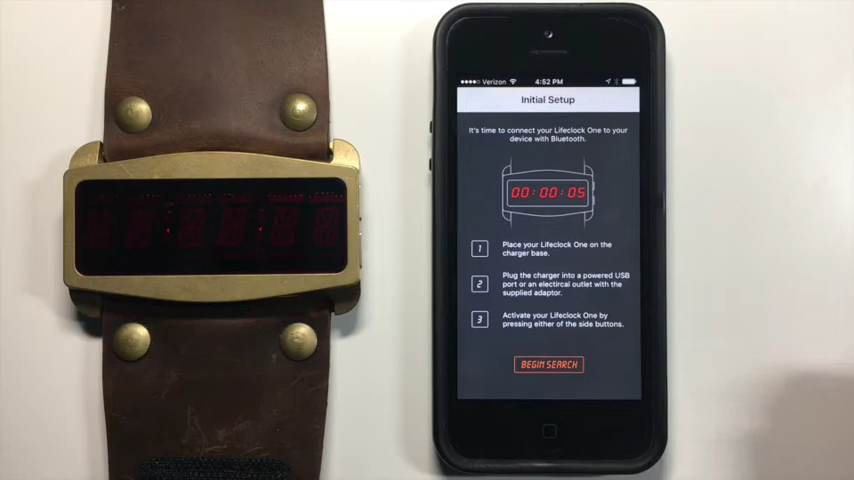 Verizon
4:52 PM
Initial Setup
It's time to connect your Lifeclock One to your
device with Bluetooth.
00:00:05
1
Place your Lifeclock One on the
charger base.
2
Plug the charger into a powered USB
port or an electircal outlet with the
supplied adaptor.
3
Activate your Lifeclock One by
pressing either of the side buttons.
BEGIN SEARCH